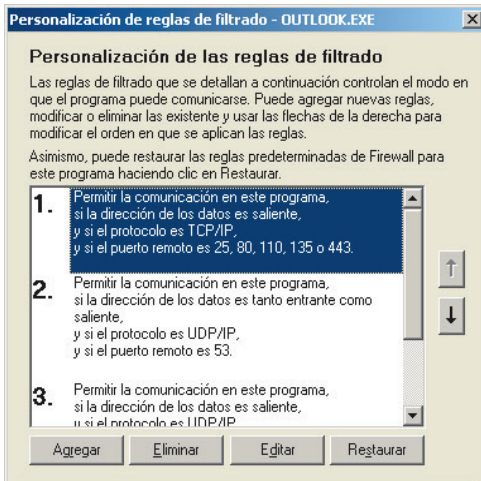 Personalización de reglas de filtrado - OUTLOOK.EXE
Personalización de las reglas de filtrado
Las reglas de filtrado que se detallan a continuación controlan el modo en
que el programa puede comunicarse. Puede agregar nuevas reglas,
modificar o eliminar las existente y usar las flechas de la derecha para
modificar el orden en que se aplican las reglas.
Asimismo, puede restaurar las reglas predeterminadas de Firewall para
este programa haciendo clic en Restaurar.
1. Permitir la comunicación en este programa,
si la dirección de los datos es saliente,
y si el protocolo es TCP/IP,
y si el puerto remoto es 25, 80, 110, 135 o 443.
2. Permitir la comunicación en este programa,
si la dirección de los datos es tanto entrante como
saliente,
y si el protocolo es UDP/IP,
y si el puerto remoto es 53.
3. Permitir la comunicación en este programa,
si la dirección de los datos es saliente,
y si el protocolo es UDP/IP
Agregar Eliminar Editar Restaurar